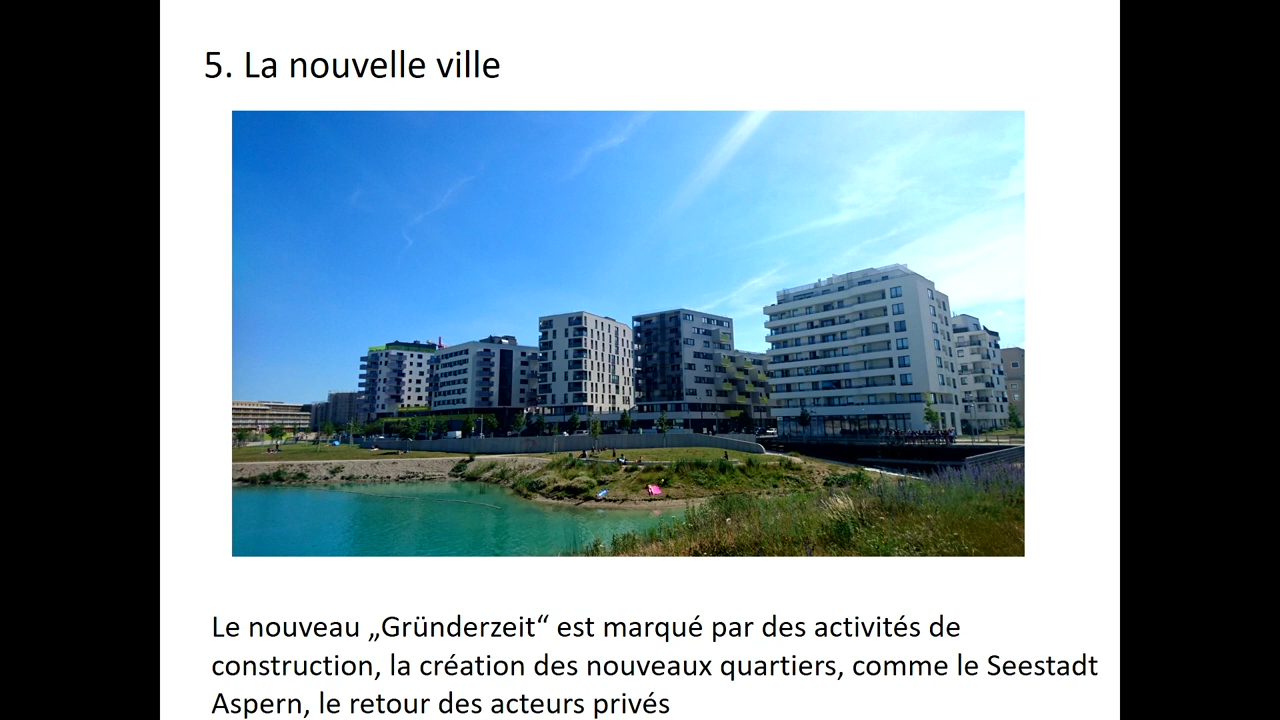 5. La nouvelle ville
Le nouveau „Gründerzeit“ est marqué par des activités de
construction, la création des nouveaux quartiers, comme le Seestadt
Aspern, le retour des acteurs privés